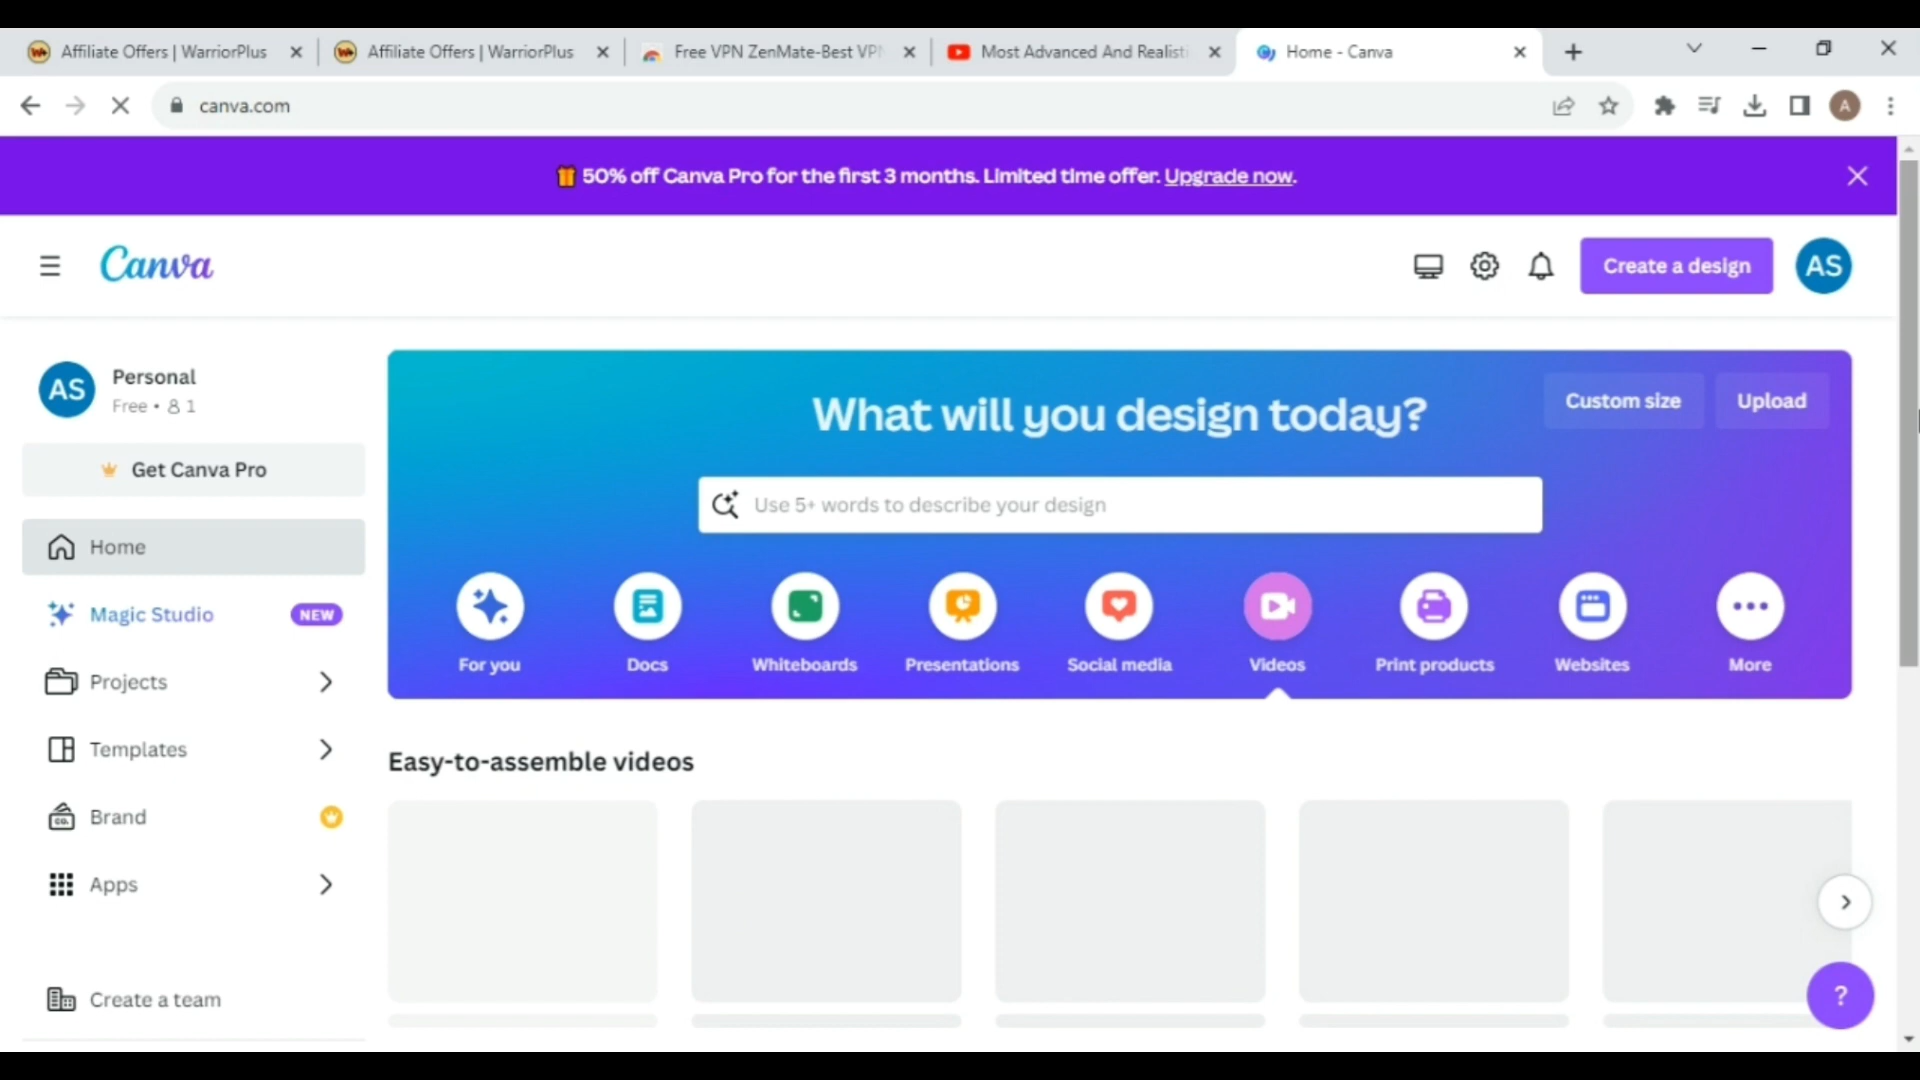 Affiliate Offers | WarriorPlus
Affiliate Offers | WarriorPlus
Free VPN ZenMate-Best VPN
Most Advanced And Realisti
Home - Canva
canva.com
A
50% off Canva Pro for the first 3 months. Limited time offer. Upgrade now.
Canva
Create a design
AS
AS
Personal
Free • 1
Get Canva Pro
Home
Magic Studio
NEW
Projects
Templates
Brand
Apps
Create a team
What will you design today?
Custom size
Upload
Use 5+ words to describe your design
For you
Docs
Whiteboards
Presentations
Social media
Videos
Print products
Websites
More
Easy-to-assemble videos
?